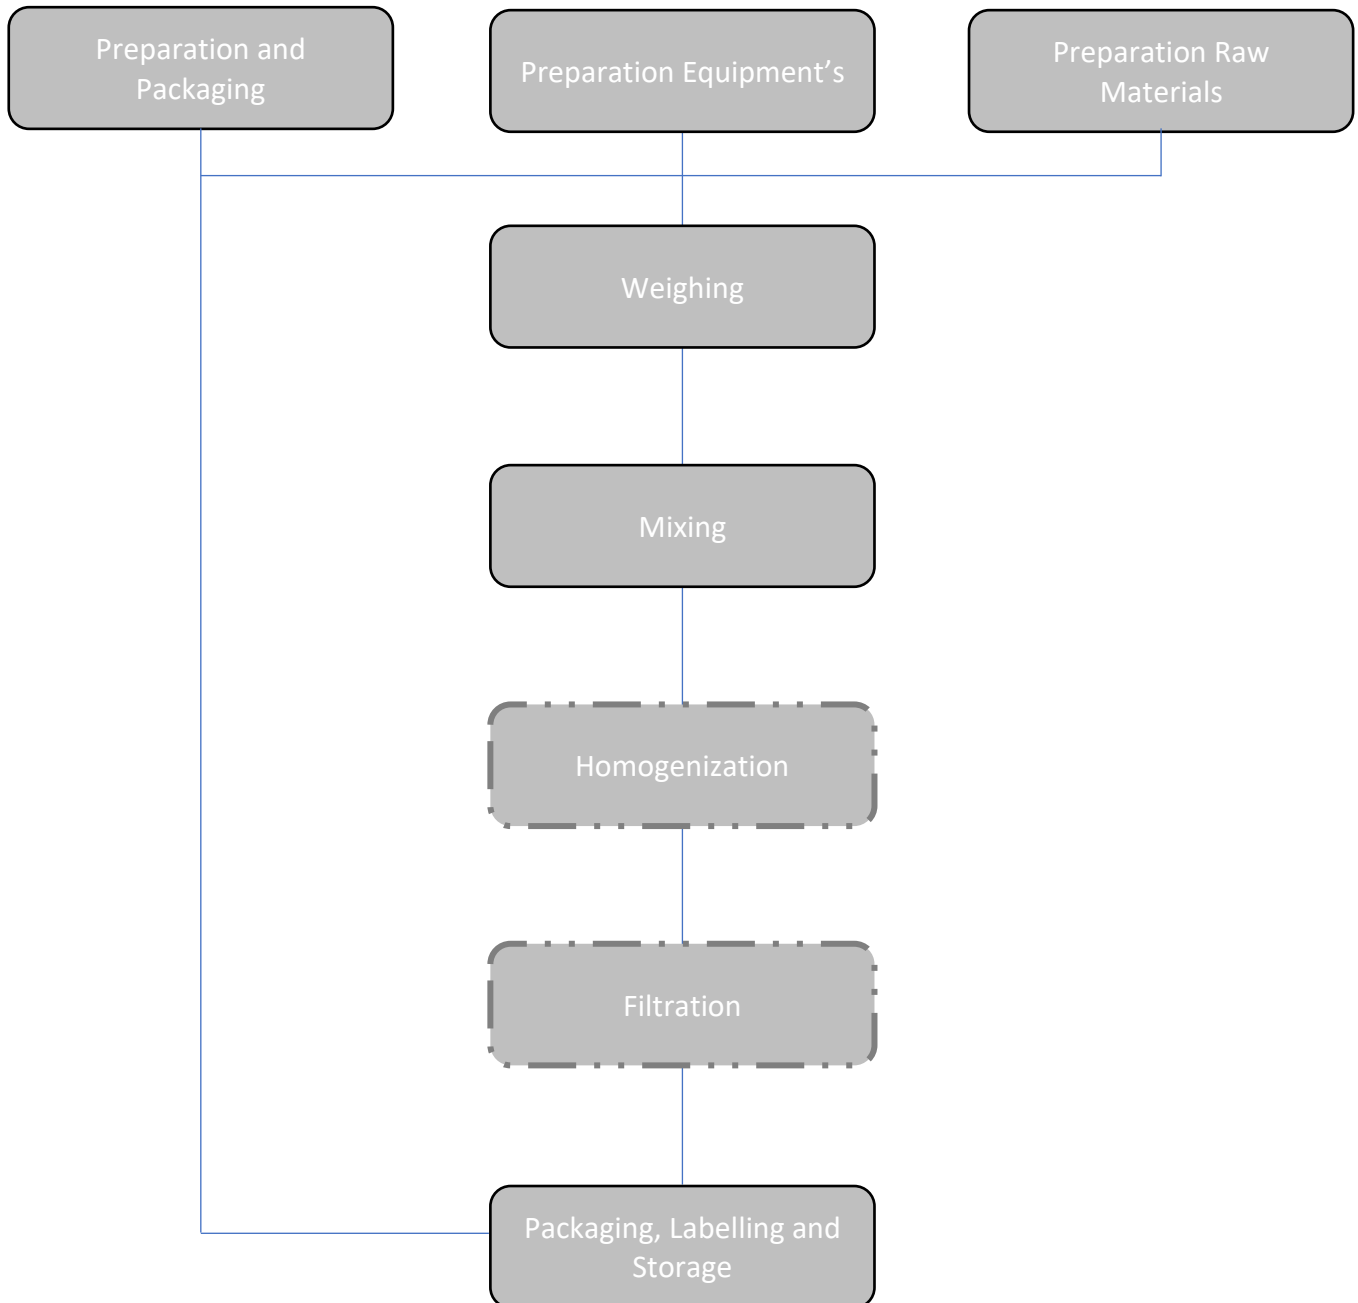 Preparation and
Packaging
Preparation Equipment’s
Preparation Raw
Materials
Weighing
Mixing
Homogenization
Filtration
Packaging, Labelling and
Storage